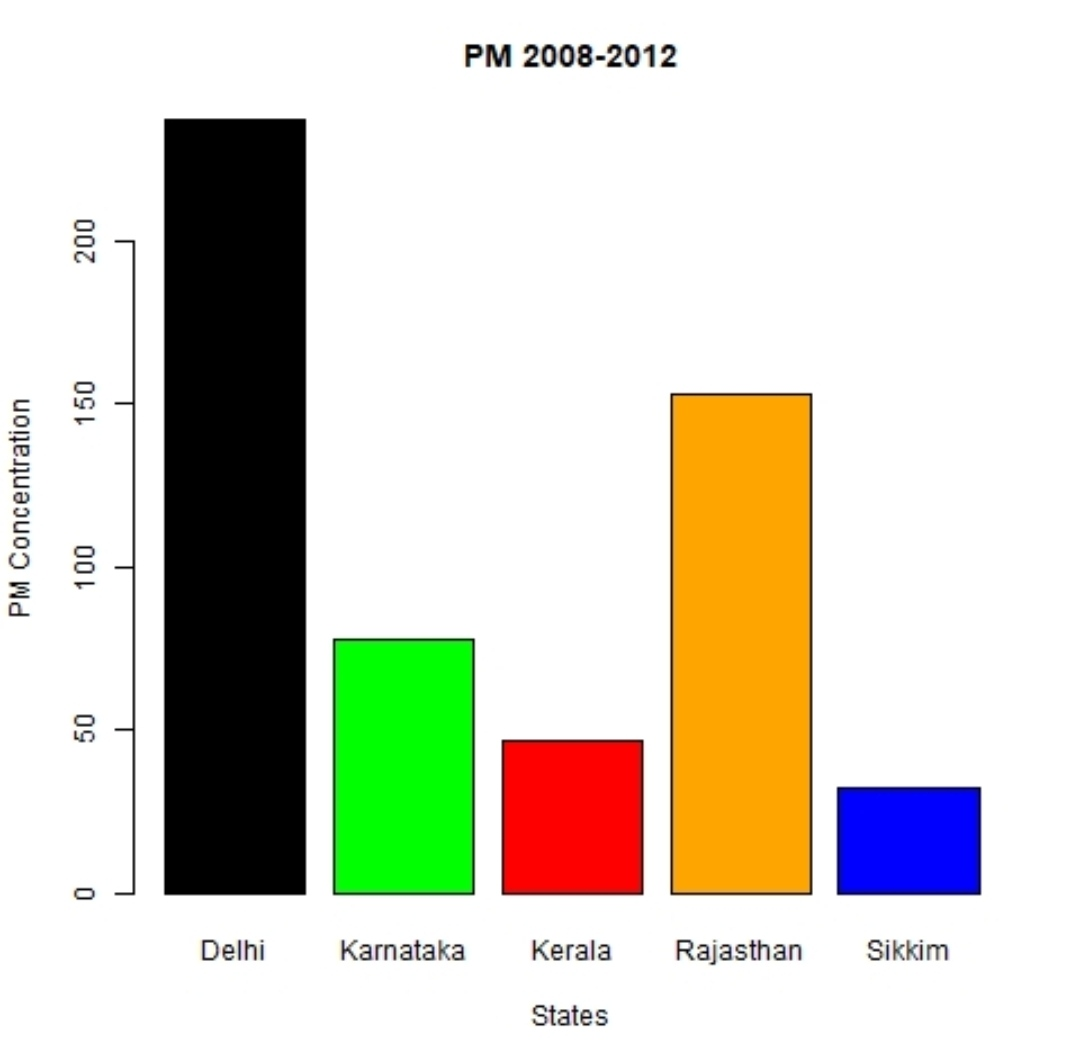 PM 2008-2012
PM Concentration
200
150
100
50
0
Delhi Karnataka Kerala Rajasthan Sikkim
States